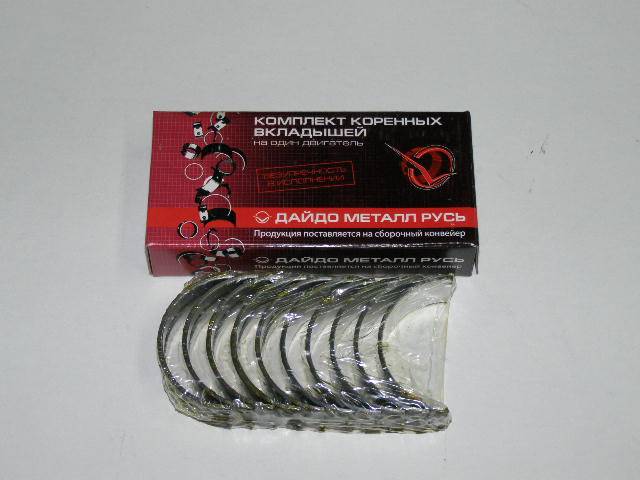 КОМПЛЕКТ КОРЕННЫХ
ВКЛАДЫШЕЙ
на один двигатель
БЕЗУПРЕЧНОСТЬ
В ИСПОЛНЕНИИ
ДАЙДО МЕТАЛЛ РУСЬ
Продукция поставляется на сборочный конвейер
ДАЙДО МЕТАЛЛ РУСЬ
Продукция поставляется на сборочный конвейер